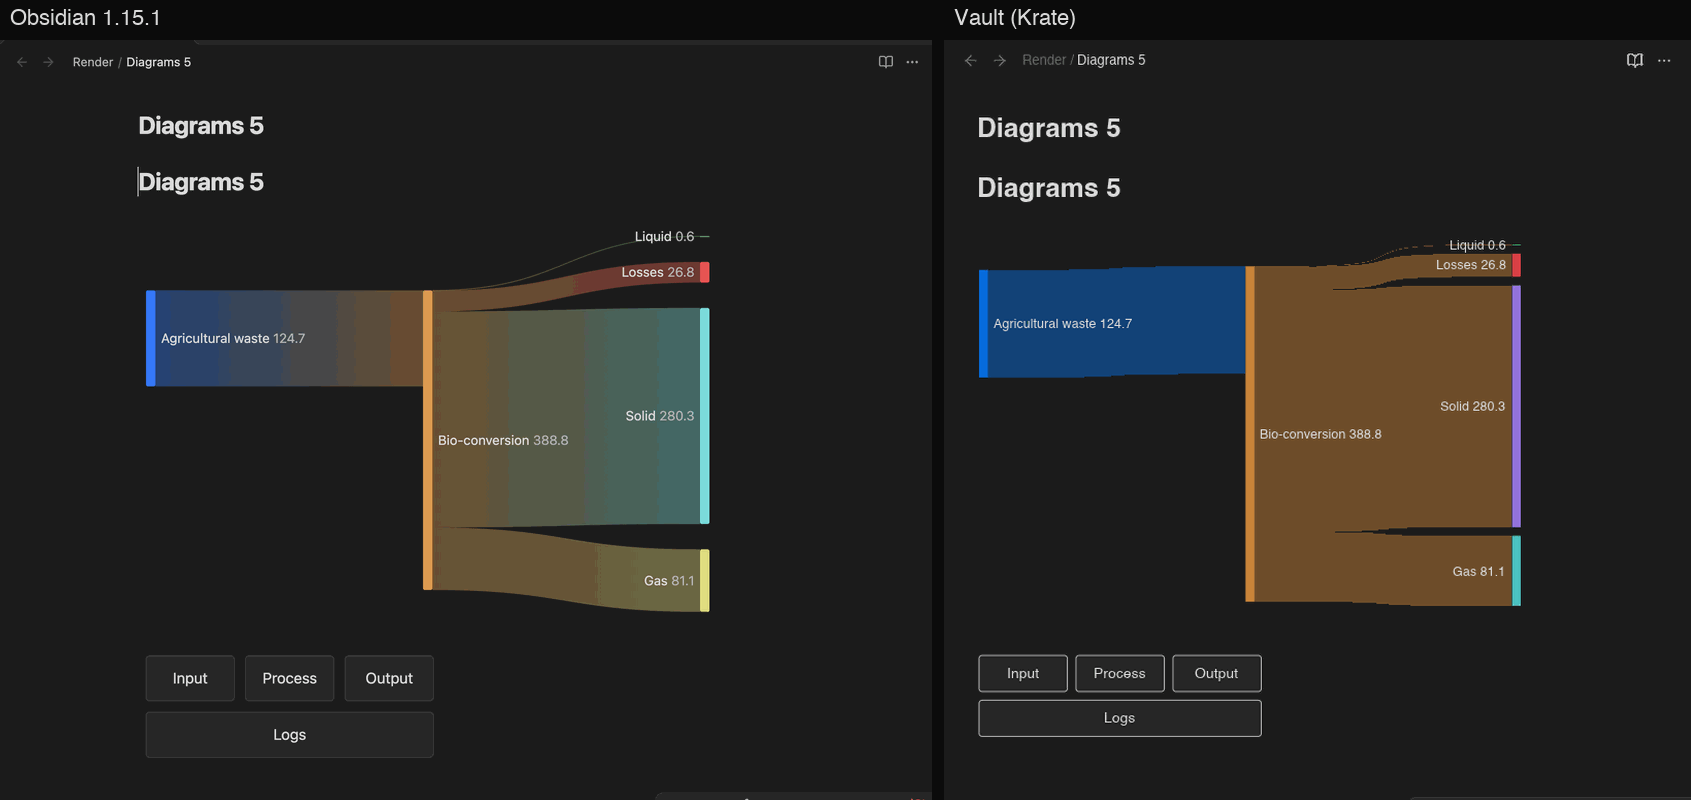 Obsidian 1.15.1
Render / Diagrams 5
Diagrams 5
Diagrams 5
Liquid 0.6
Losses 26.8
Agricultural waste 124.7
Solid 280.3
Bio-conversion 388.8
Gas 81.1
Input
Process
Output
Logs
Vault (Krate)
Render / Diagrams 5
Diagrams 5
Diagrams 5
Liquid 0.6
Losses 26.8
Agricultural waste 124.7
Solid 280.3
Bio-conversion 388.8
Gas 81.1
Input
Process
Output
Logs